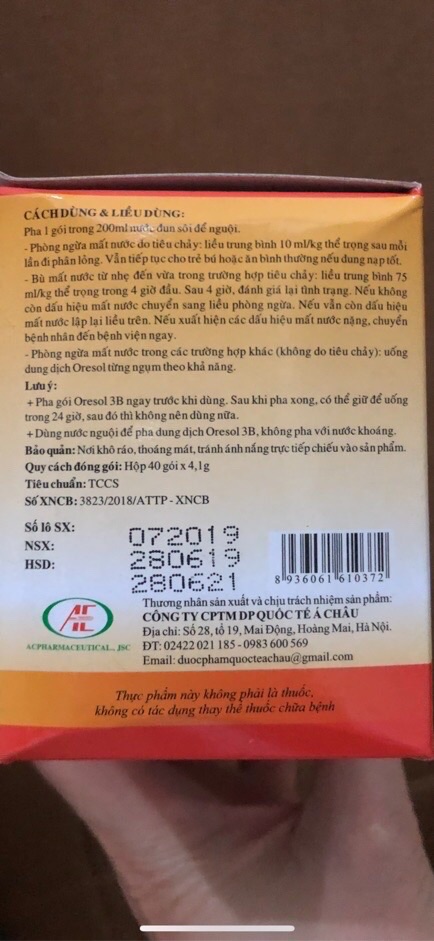 CÁCH DÙNG & LIỀU DÙNG:
Pha 1 gói trong 200ml nước đun sôi để nguội.
- Phòng ngừa mất nước do tiêu chảy: liều trung bình 10 ml/kg thể trọng sau mỗi
lần đi phân lỏng. Vẫn tiếp tục cho trẻ bú hoặc ăn bình thường nếu dung nạp tốt.
- Bù mất nước từ nhẹ đến vừa trong trường hợp tiêu chảy: liều trung bình 75
ml/kg thể trọng trong 4 giờ đầu. Sau 4 giờ, đánh giá lại tình trạng. Nếu không
còn dấu hiệu mất nước chuyển sang liều phòng ngừa. Nếu vẫn còn dấu hiệu
mất nước lặp lại liều trên. Nếu xuất hiện các dấu hiệu mất nước nặng, chuyển
bệnh nhân đến bệnh viện ngay.
- Phòng ngừa mất nước trong các trường hợp khác (không do tiêu chảy): uống
dung dịch Oresol từng ngụm theo khả năng.
Lưu ý:
+ Pha gói Oresol 3B ngay trước khi dùng. Sau khi pha xong, có thể giữ để uống
trong 24 giờ, sau đó thì không nên dùng nữa.
+ Dùng nước nguội để pha dung dịch Oresol 3B, không pha với nước khoáng.
Bảo quản: Nơi khô ráo, thoáng mát, tránh ánh nắng trực tiếp chiếu vào sản phẩm.
Quy cách đóng gói: Hộp 40 gói x 4,1g
Tiêu chuẩn: TCCS
Số XNCB: 3823/2018/ATTP - XNCB
Số lô SX: 072019
NSX: 280619
HSD: 280621
8 936061 610372
Thương nhân sản xuất và chịu trách nhiệm sản phẩm:
CÔNG TY CPTM DP QUỐC TẾ Á CHÂU
Địa chỉ: Số 28, tổ 19, Mai Động, Hoàng Mai, Hà Nội.
ĐT: 02422 021 185 - 0983 600 569
Email: duocphamquocteachau@gmail.com
ACPHARMACEUTICAL., JSC
Thực phẩm này không phải là thuốc,
không có tác dụng thay thế thuốc chữa bệnh